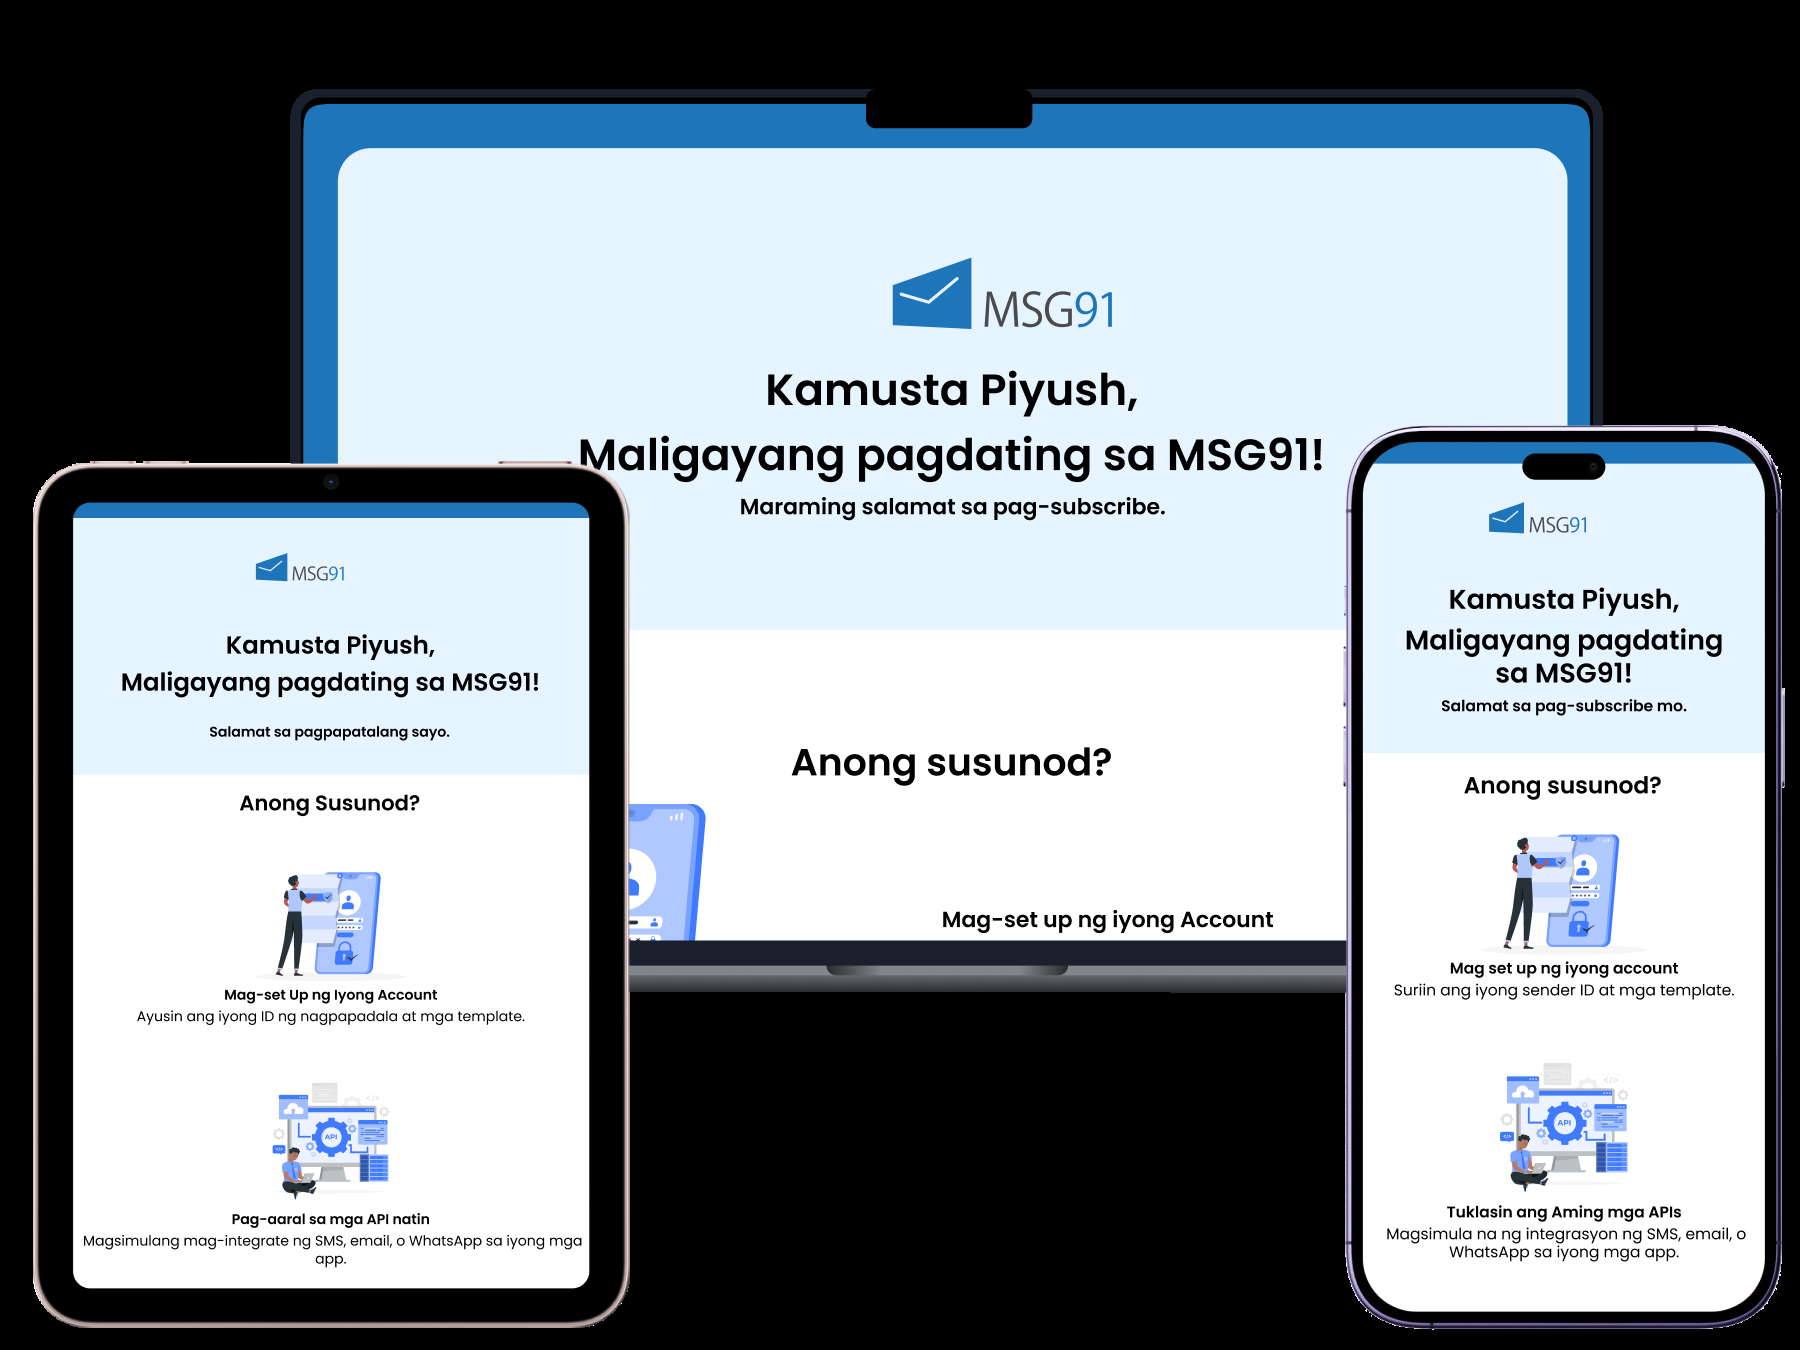 MSG91
Kamusta Piyush,
Maligayang pagdating sa MSG91!
Maraming salamat sa pag-subscribe.
Anong susunod?
Mag-set up ng iyong Account
MSG91
Kamusta Piyush,
Maligayang pagdating sa MSG91!
Salamat sa pagpapatalang sayo.
Anong Susunod?
Mag-set Up ng Iyong Account
Ayusin ang iyong ID ng nagpapadala at mga template.
API
Pag-aaral sa mga API natin
Magsimulang mag-integrate ng SMS, email, o WhatsApp sa iyong mga
app.
MSG91
Kamusta Piyush,
Maligayang pagdating
sa MSG91!
Salamat sa pag-subscribe mo.
Anong susunod?
Mag set up ng iyong account
Suriin ang iyong sender ID at mga template.
API
Tuklasin ang Aming mga APIs
Magsimula na ng integrasyon ng SMS, email, o
WhatsApp sa iyong mga app.